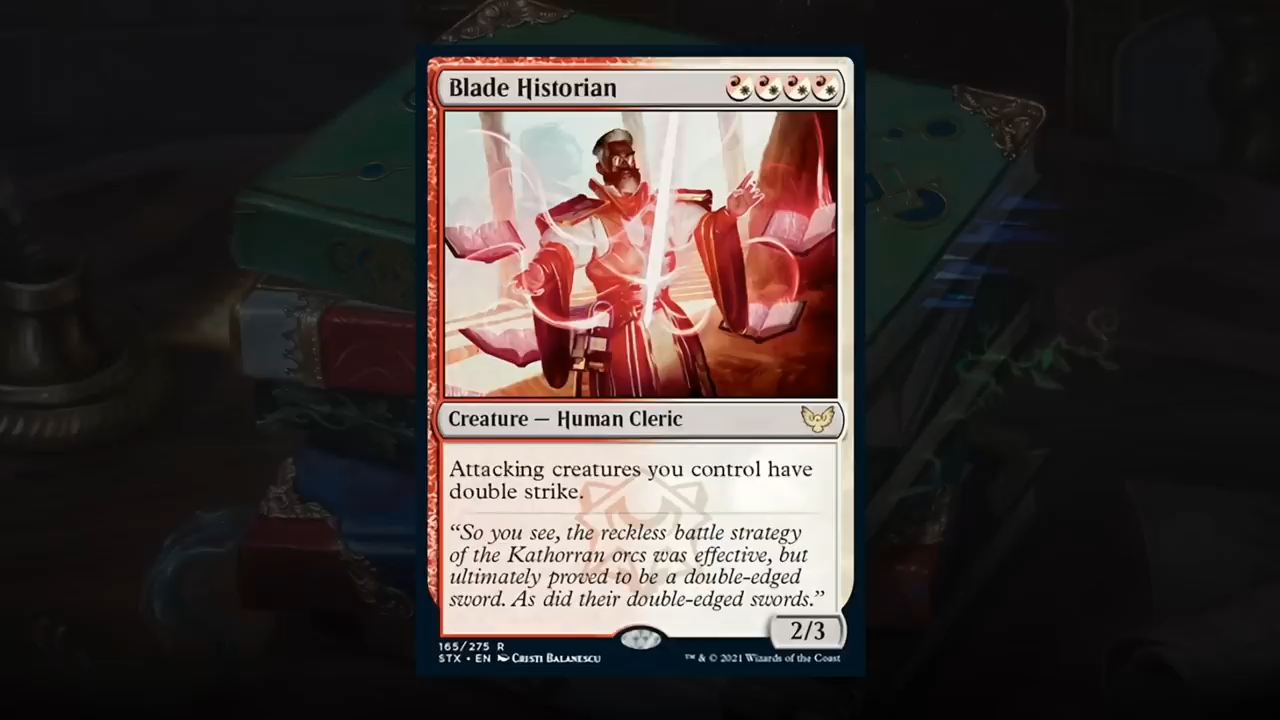 Blade Historian
Creature — Human Cleric
Attacking creatures you control have
double strike.
“So you see, the reckless battle strategy
of the Kathorran orcs was effective, but
ultimately proved to be a double-edged
sword. As did their double-edged swords.”
2/3
165/275 R
STX • EN Cristi Balanescu
™ & © 2021 Wizards of the Coast